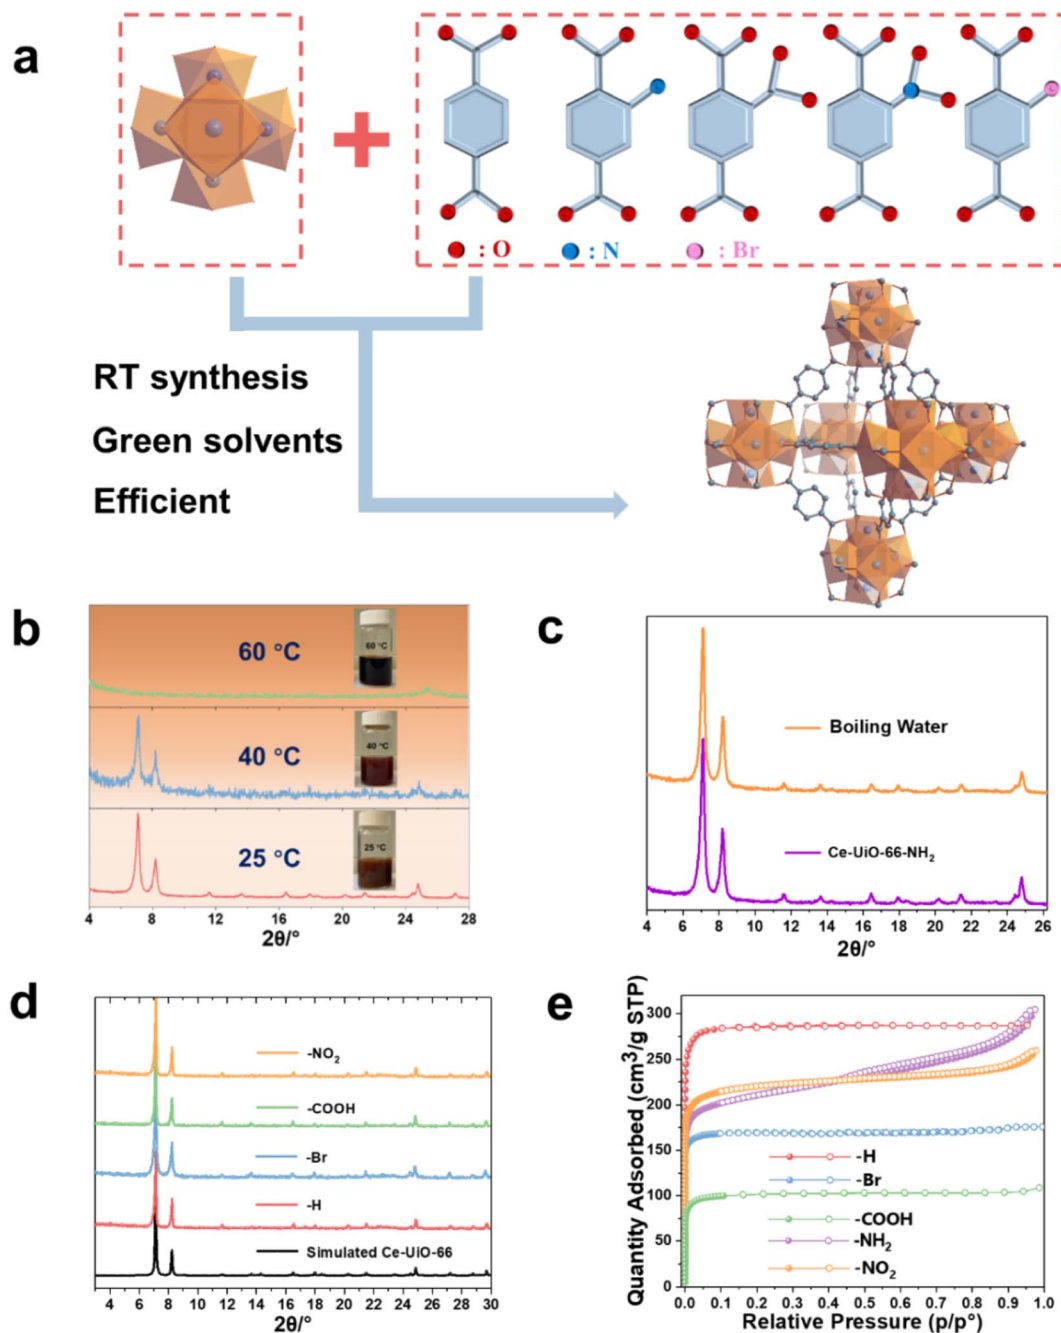 a
: O
: N
: Br
RT synthesis
Green solvents
Efficient
b
60 °C
60 °C
40 °C
40 °C
25 °C
25 °C
4 8 12 16 20 24 28
2θ/°
c
Boiling Water
Ce-UiO-66-NH₂
4 6 8 10 12 14 16 18 20 22 24 26
2θ/°
d
-NO₂
-COOH
-Br
-H
Simulated Ce-UiO-66
4 6 8 10 12 14 16 18 20 22 24 26 28 30
2θ/°
e
Quantity Adsorbed (cm³/g STP)
300
250
200
150
100
50
0
-H
-Br
-COOH
-NH₂
-NO₂
0.0 0.1 0.2 0.3 0.4 0.5 0.6 0.7 0.8 0.9 1.0
Relative Pressure (p/p°)